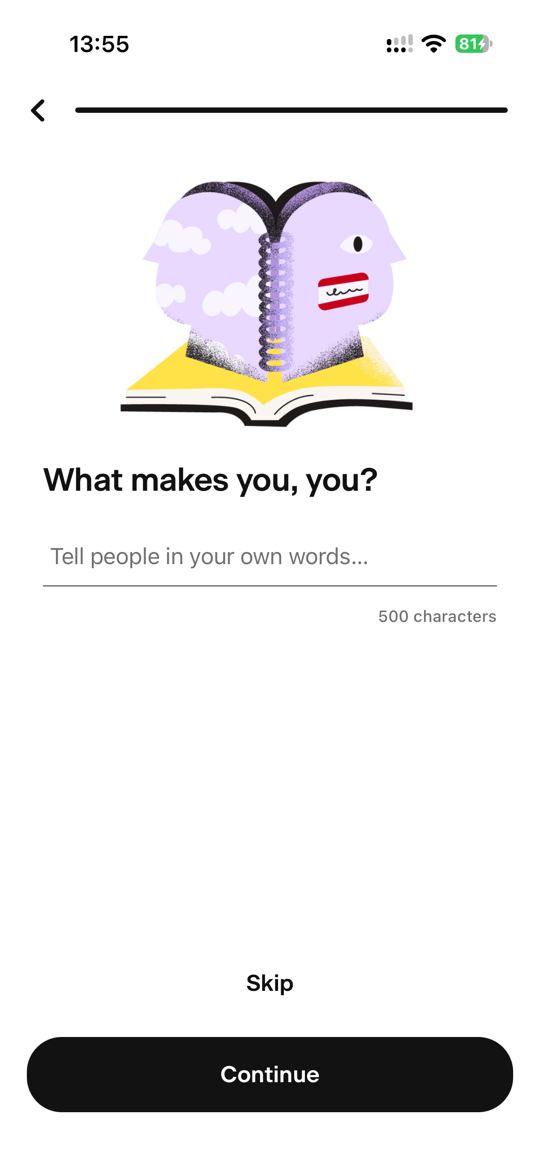 13:55
81
What makes you, you?
Tell people in your own words...
500 characters
Skip
Continue